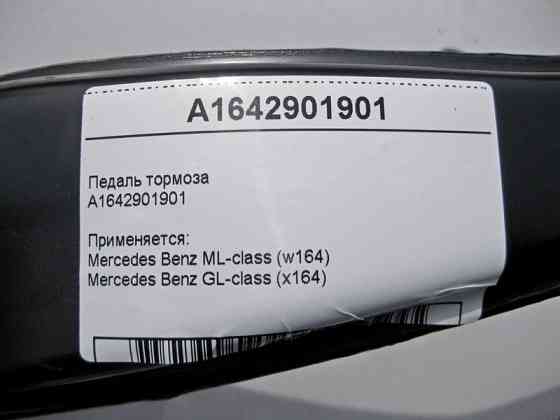 A1642901901
Педаль тормоза
A1642901901
Применяется:
Mercedes Benz ML-class (w164)
Mercedes Benz GL-class (x164)